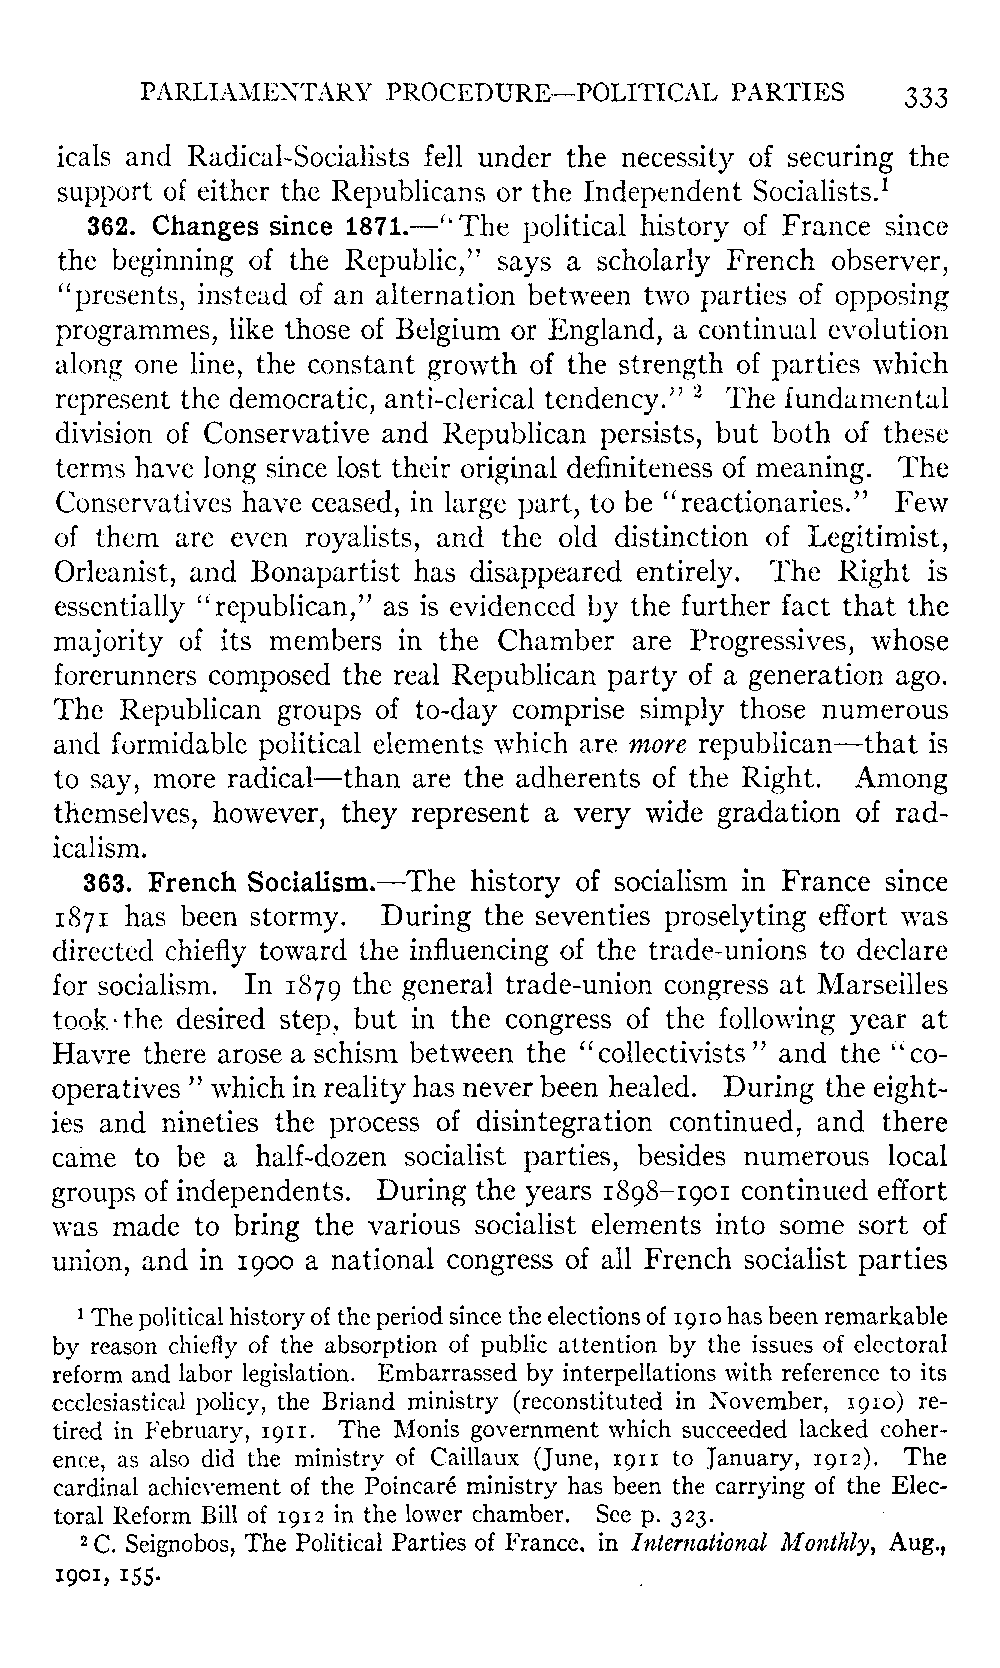 PARLIAMENTARY PROCEDURE—POLITICAL PARTIES 333
icals and Radical-Socialists fell under the necessity of securing the
support of either the Republicans or the Independent Socialists.¹
362. Changes since 1871.—“The political history of France since
the beginning of the Republic,” says a scholarly French observer,
“presents, instead of an alternation between two parties of opposing
programmes, like those of Belgium or England, a continual evolution
along one line, the constant growth of the strength of parties which
represent the democratic, anti-clerical tendency.” ² The fundamental
division of Conservative and Republican persists, but both of these
terms have long since lost their original definiteness of meaning. The
Conservatives have ceased, in large part, to be “reactionaries.” Few
of them are even royalists, and the old distinction of Legitimist,
Orleanist, and Bonapartist has disappeared entirely. The Right is
essentially “republican,” as is evidenced by the further fact that the
majority of its members in the Chamber are Progressives, whose
forerunners composed the real Republican party of a generation ago.
The Republican groups of to-day comprise simply those numerous
and formidable political elements which are more republican—that is
to say, more radical—than are the adherents of the Right. Among
themselves, however, they represent a very wide gradation of rad-
icalism.
363. French Socialism.—The history of socialism in France since
1871 has been stormy. During the seventies proselyting effort was
directed chiefly toward the influencing of the trade-unions to declare
for socialism. In 1879 the general trade-union congress at Marseilles
took the desired step, but in the congress of the following year at
Havre there arose a schism between the “collectivists” and the “co-
operatives” which in reality has never been healed. During the eight-
ies and nineties the process of disintegration continued, and there
came to be a half-dozen socialist parties, besides numerous local
groups of independents. During the years 1898–1901 continued effort
was made to bring the various socialist elements into some sort of
union, and in 1900 a national congress of all French socialist parties
¹ The political history of the period since the elections of 1910 has been remarkable
by reason chiefly of the absorption of public attention by the issues of electoral
reform and labor legislation. Embarrassed by interpellations with reference to its
ecclesiastical policy, the Briand ministry (reconstituted in November, 1910) re-
tired in February, 1911. The Monis government which succeeded lacked coher-
ence, as also did the ministry of Caillaux (June, 1911 to January, 1912). The
cardinal achievement of the Poincaré ministry has been the carrying of the Elec-
toral Reform Bill of 1912 in the lower chamber. See p. 323.
² C. Seignobos, The Political Parties of France, in International Monthly, Aug.,
1901, 155.